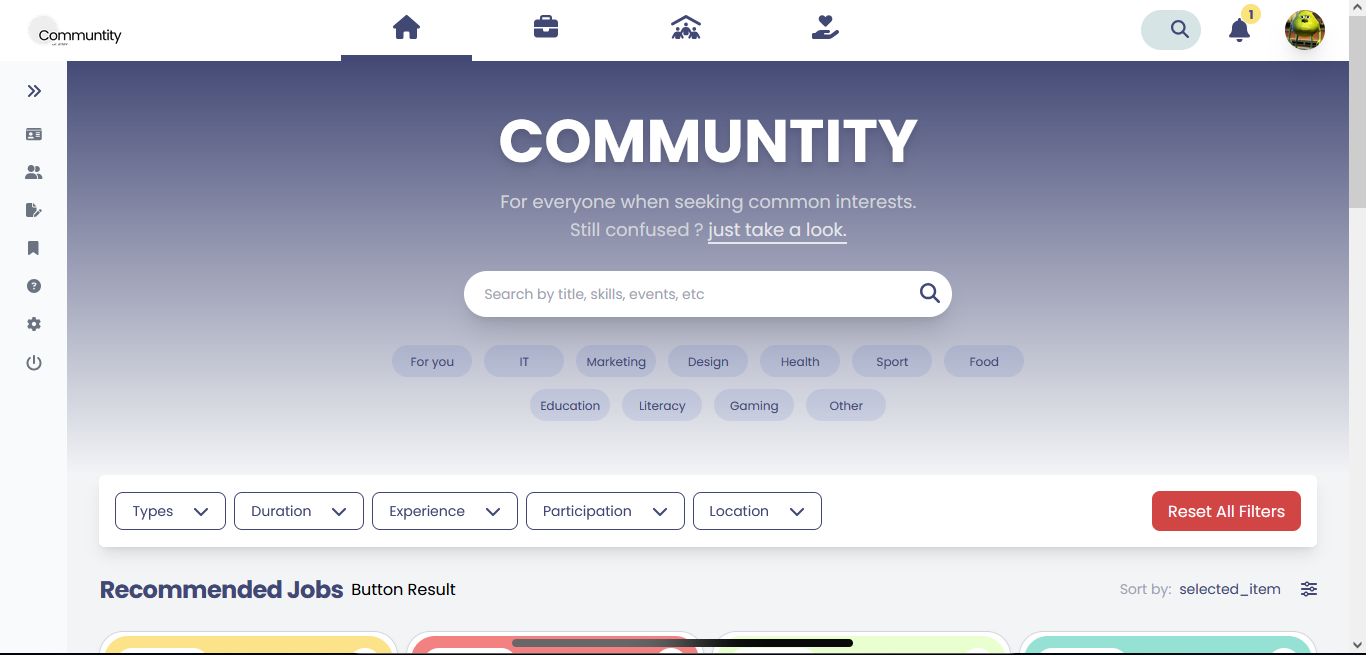 Communtity
1
COMMUNTITY
For everyone when seeking common interests.
Still confused ? just take a look.
Search by title, skills, events, etc
For you IT Marketing Design Health Sport Food
Education Literacy Gaming Other
Types Duration Experience Participation Location Reset All Filters
Recommended Jobs Button Result Sort by: selected_item